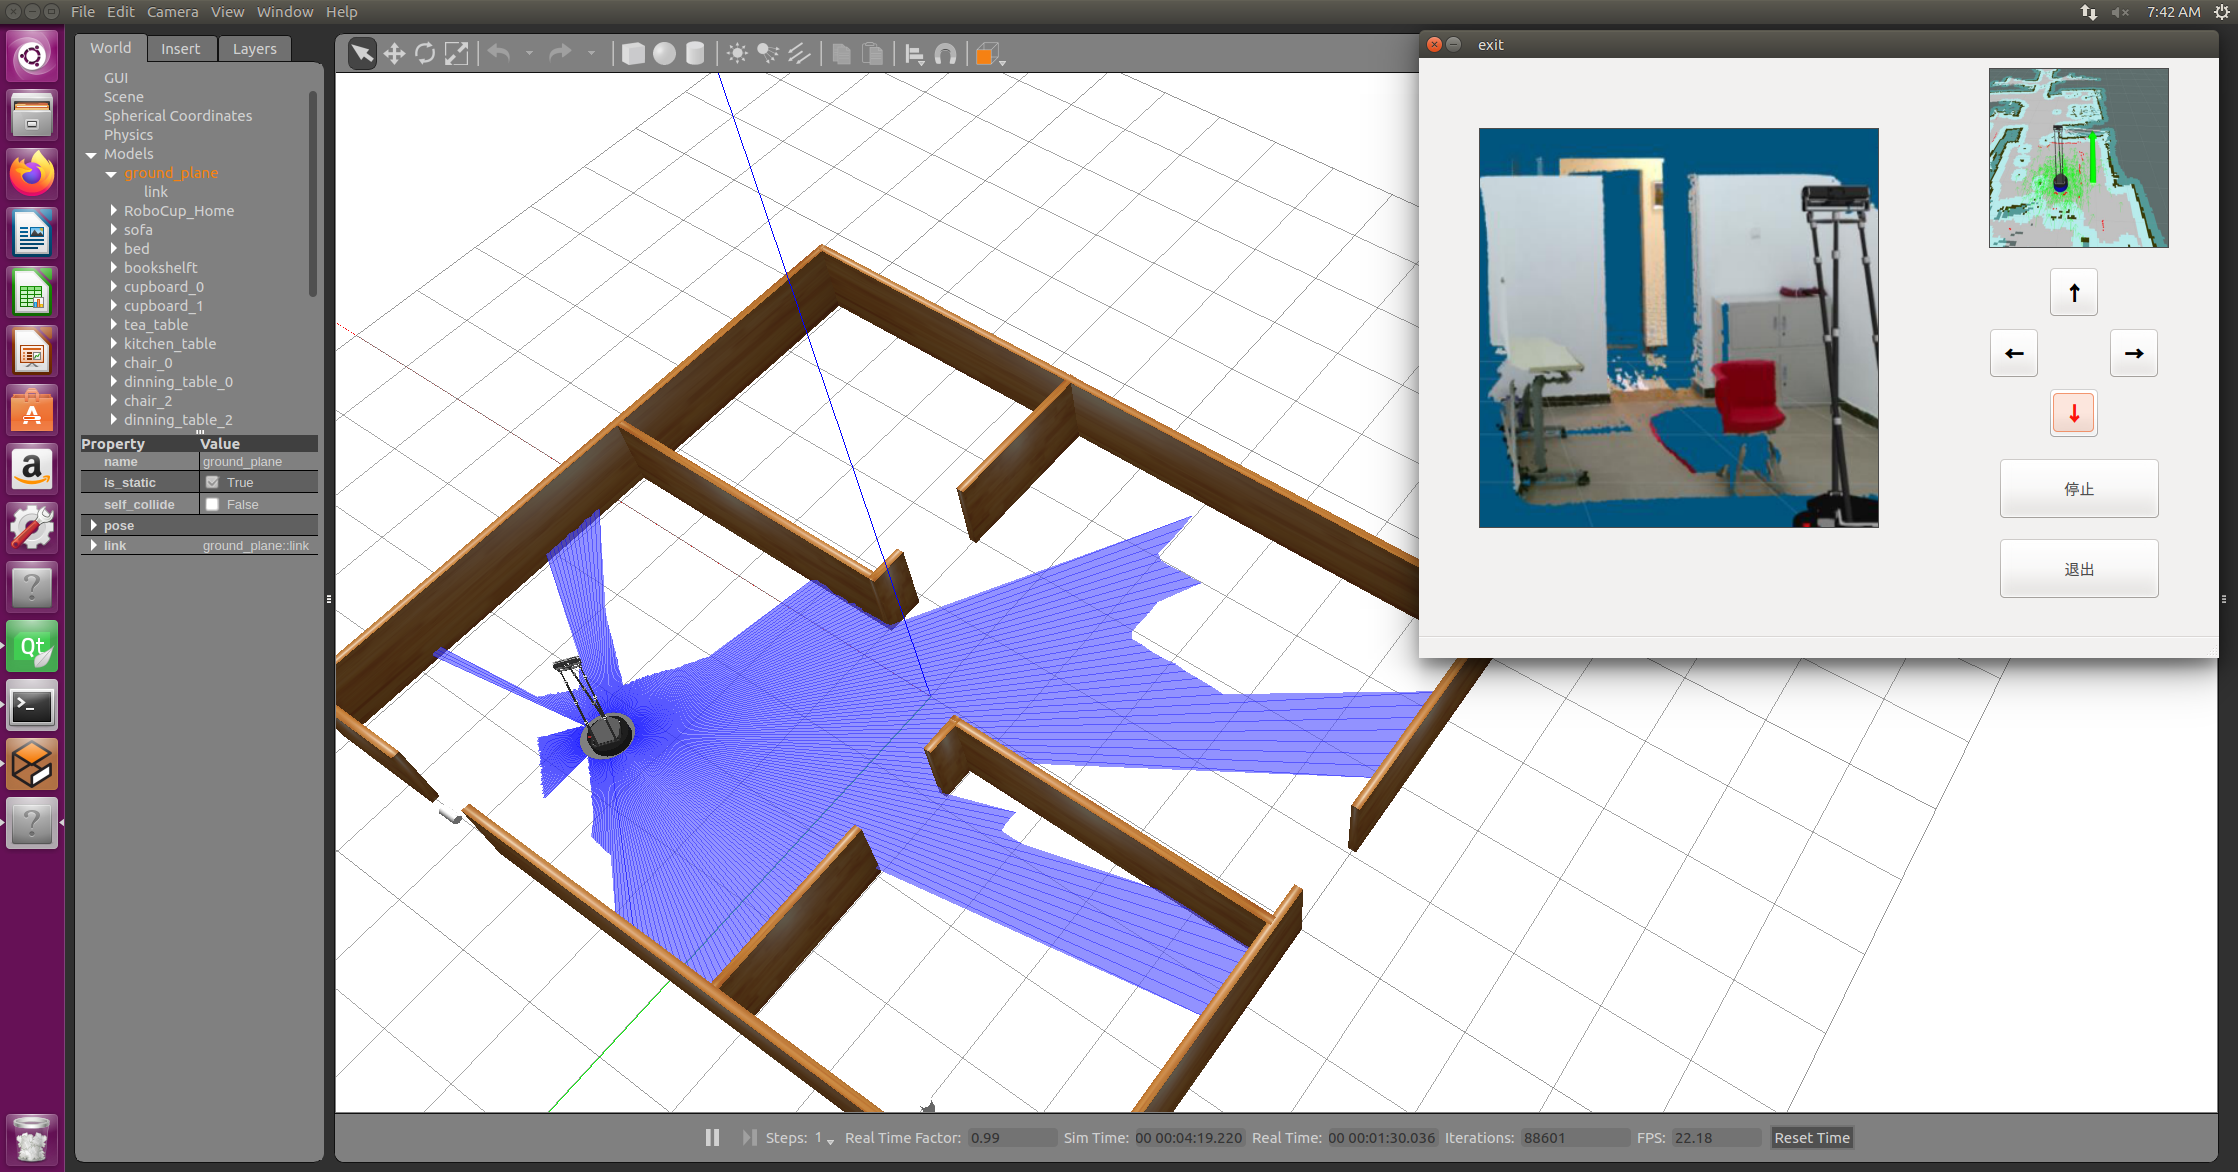 File Edit Camera View Window Help
7:42 AM
World Insert Layers
GUI
Scene
Spherical Coordinates
Physics
Models
ground_plane
link
RoboCup_Home
sofa
bed
bookshelft
cupboard_0
cupboard_1
tea_table
kitchen_table
chair_0
dinning_table_0
chair_2
dinning_table_2
Property Value
name ground_plane
is_static True
self_collide False
pose
link ground_plane::link
exit
↑
← →
↓
停止
退出
Qt
Steps: 1 Real Time Factor: 0.99 Sim Time: 00 00:04:19.220 Real Time: 00 00:01:30.036 Iterations: 88601 FPS: 22.18 Reset Time